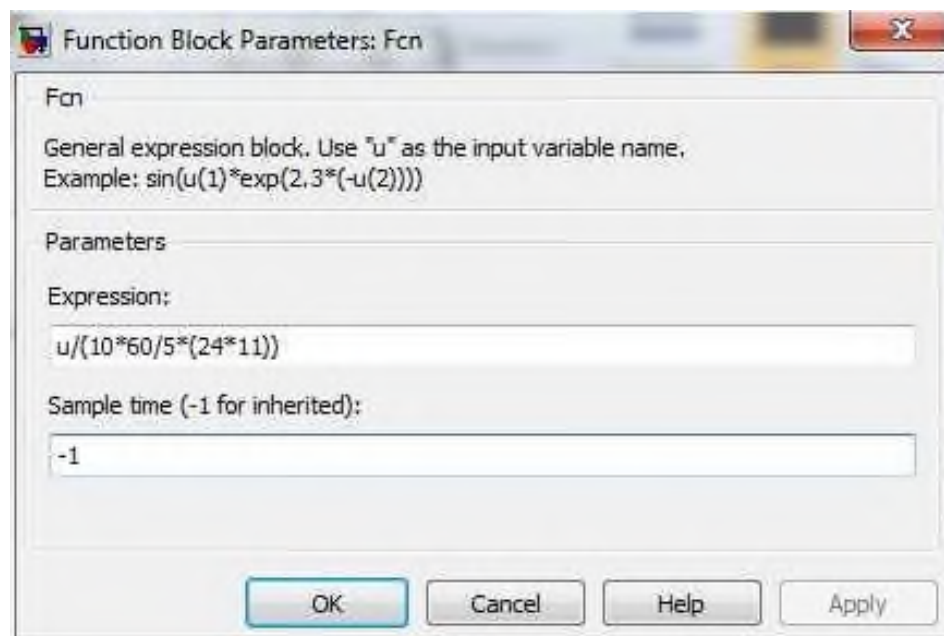 Function Block Parameters: Fcn
Fcn
General expression block. Use "u" as the input variable name.
Example: sin(u(1)*exp(2.3*(-u(2))))
Parameters
Expression:
u/(10*60/5*(24*11))
Sample time (-1 for inherited):
-1
OK
Cancel
Help
Apply